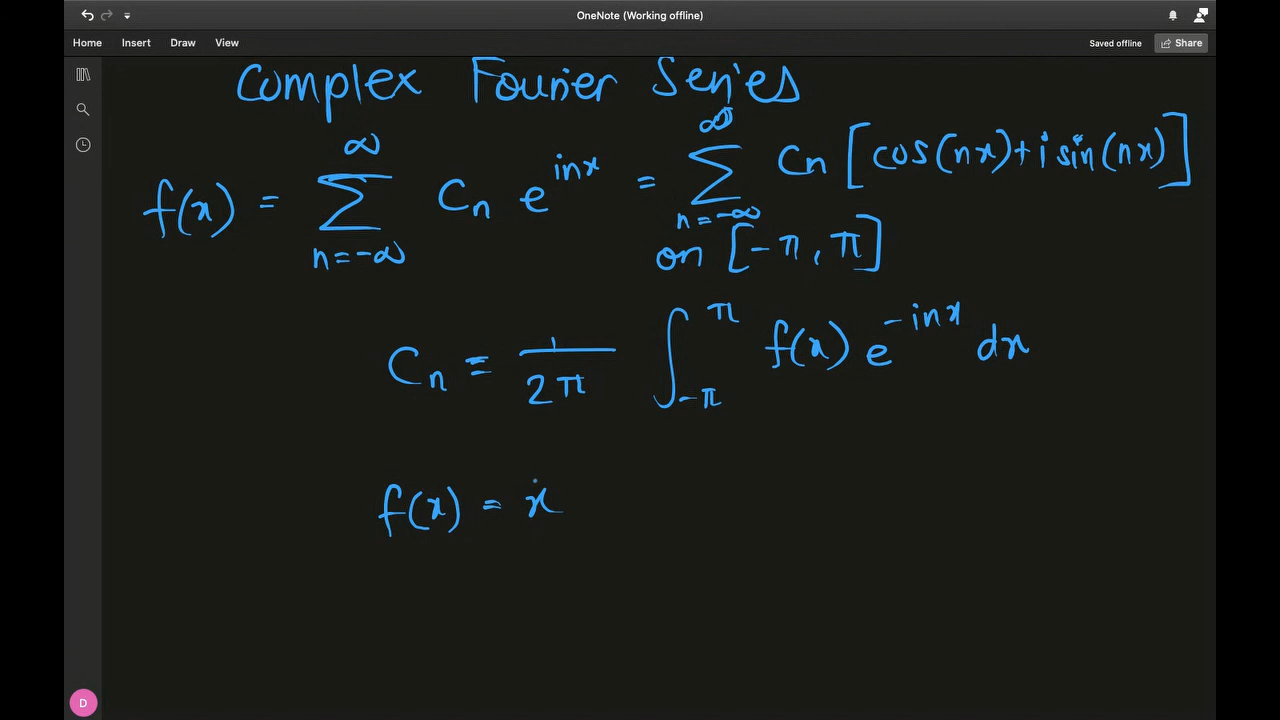 OneNote (Working offline)
Home Insert Draw View Saved offline Share
Complex Fourier Series
f(x) = ∞ Σ n=-∞ Cn e^inx = ∞ Σ n=-∞ Cn [cos(nx)+ i sin(nx)]
on [-π, π]
Cn = 1/2π ∫_-π^π f(x) e^-inx dx
f(x) = x
D